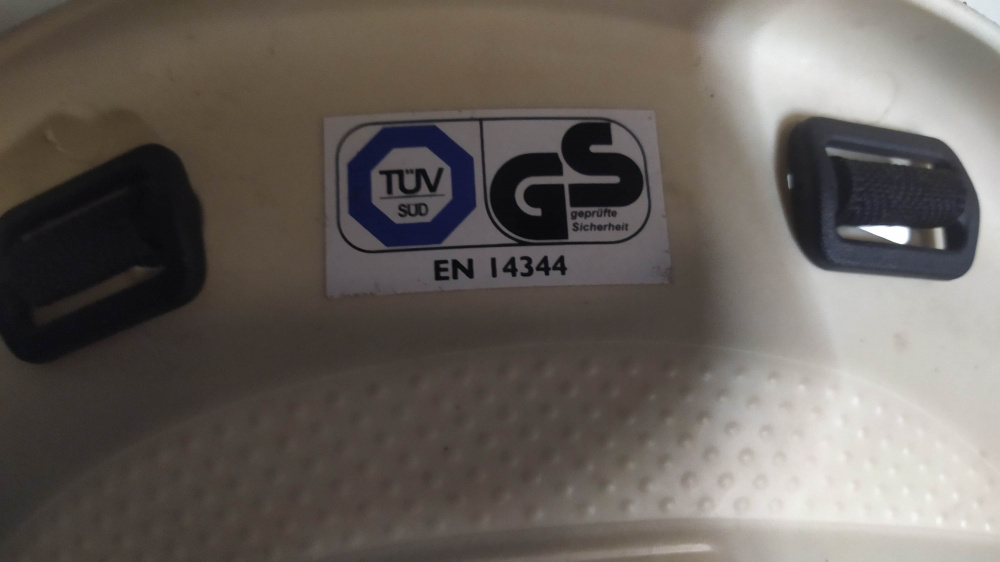 TÜV
SÜD
GS
geprüfte
Sicherheit
EN 14344